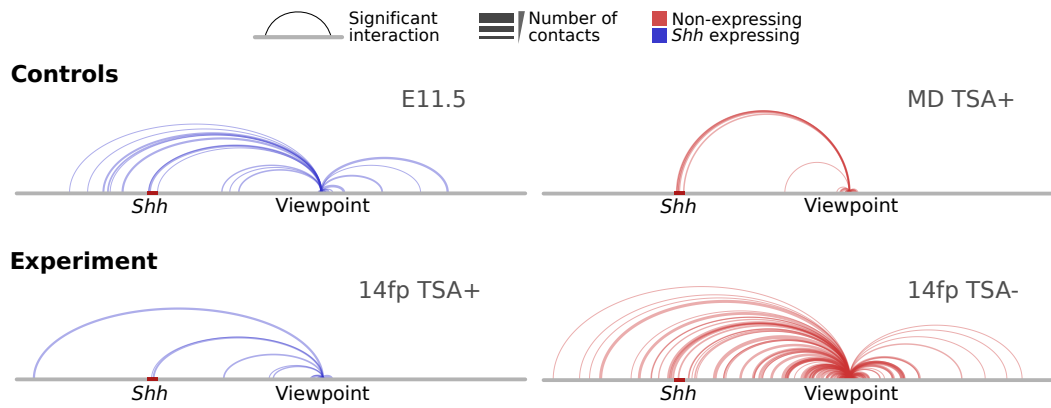 Significant
interaction
Number of
contacts
Non-expressing
Shh expressing
Controls
E11.5
MD TSA+
Shh
Viewpoint
Shh
Viewpoint
Experiment
14fp TSA+
14fp TSA-
Shh
Viewpoint
Shh
Viewpoint